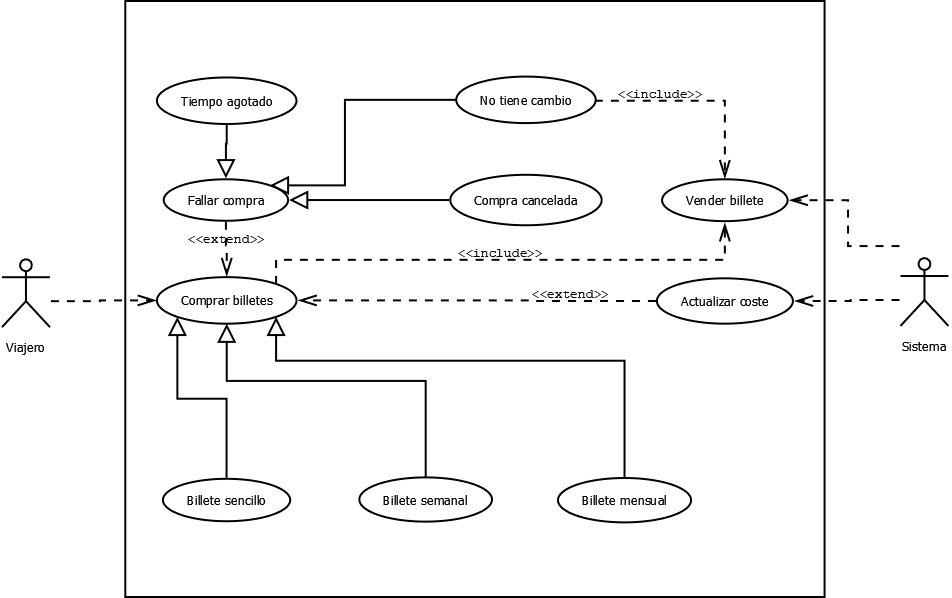 Tiempo agotado
No tiene cambio
<<include>>
Fallar compra
Compra cancelada
Vender billete
<<extend>>
<<include>>
Comprar billetes
<<extend>>
Actualizar coste
Viajero
Sistema
Billete sencillo
Billete semanal
Billete mensual